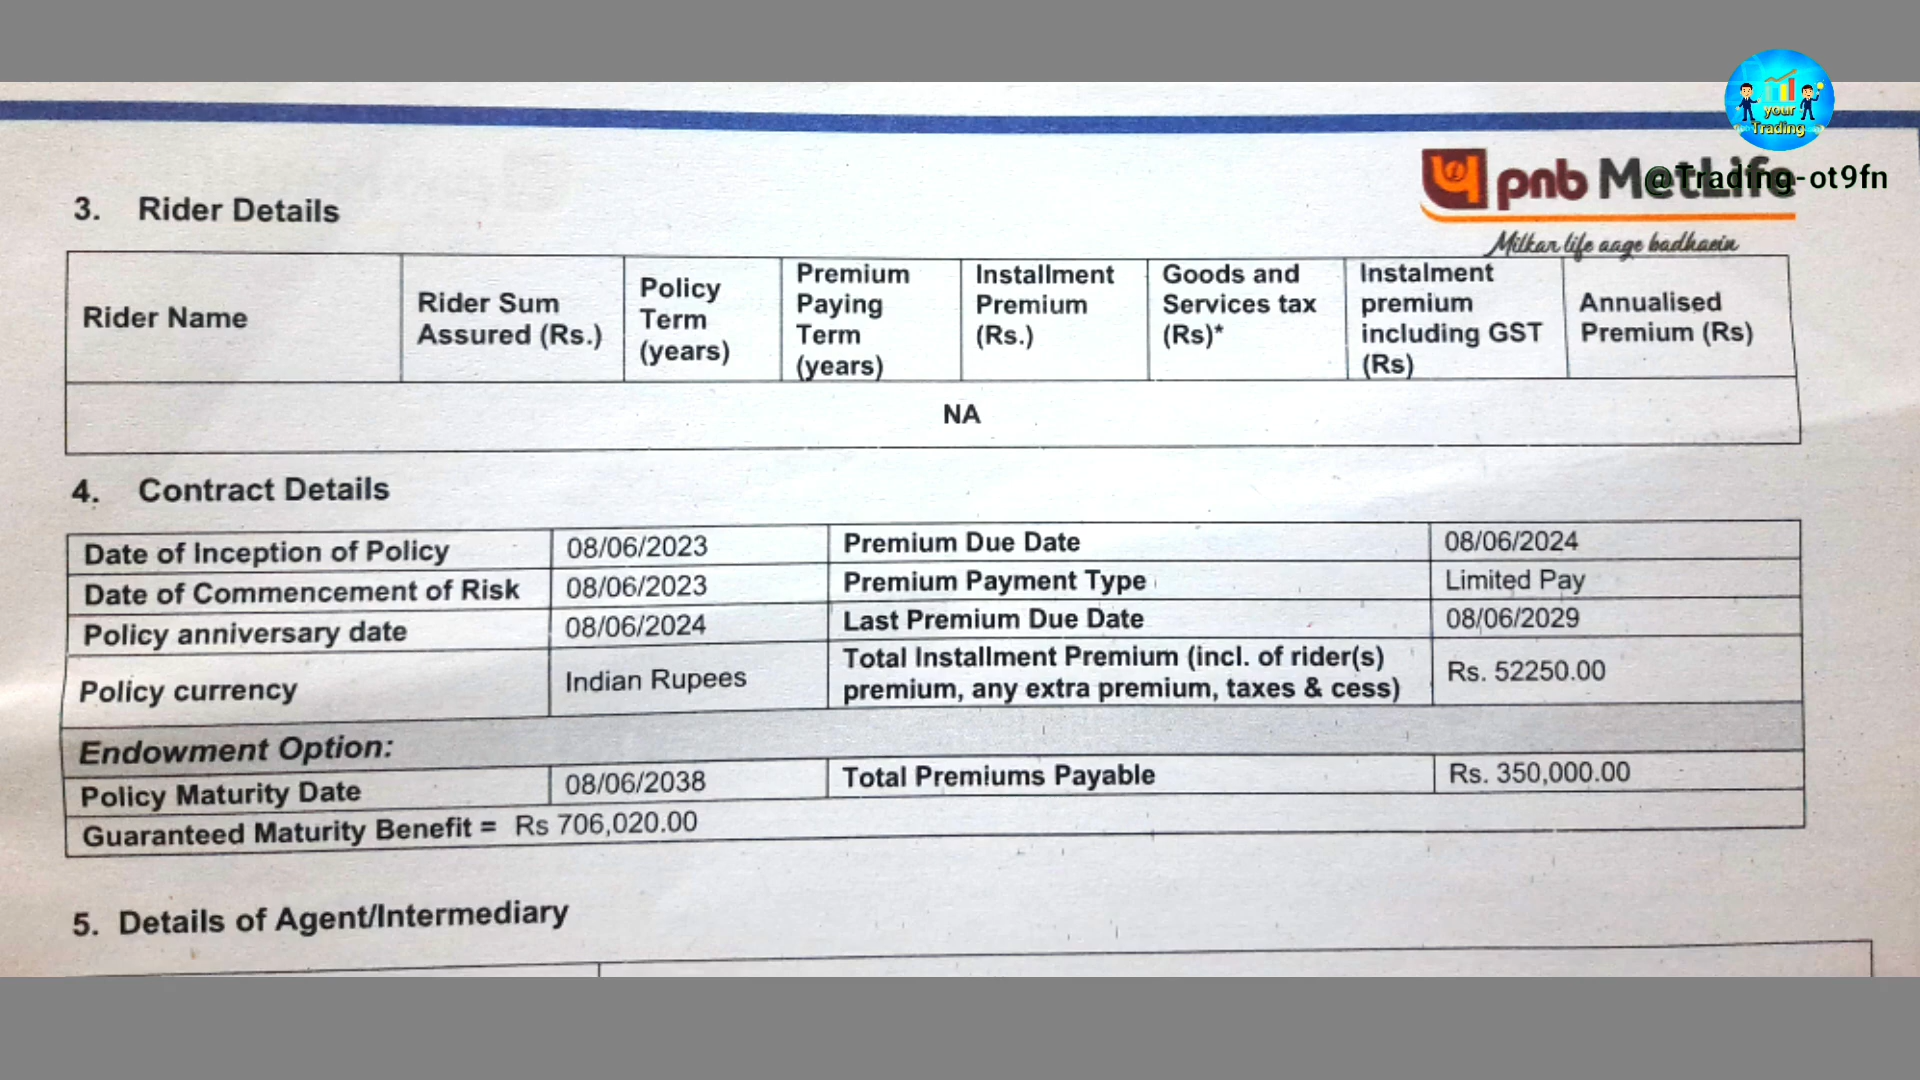 your
Trading
pnb MetLife
@Trading-ot9fn
Milkar life aage badhaein
3. Rider Details
Rider Name
Rider Sum
Assured (Rs.)
Policy
Term
(years)
Premium
Paying
Term
(years)
Installment
Premium
(Rs.)
Goods and
Services tax
(Rs)*
Instalment
premium
including GST
(Rs)
Annualised
Premium (Rs)
NA
4. Contract Details
Date of Inception of Policy 08/06/2023 Premium Due Date 08/06/2024
Date of Commencement of Risk 08/06/2023 Premium Payment Type Limited Pay
Policy anniversary date 08/06/2024 Last Premium Due Date 08/06/2029
Policy currency Indian Rupees
Total Installment Premium (incl. of rider(s)
premium, any extra premium, taxes & cess)
Rs. 52250.00
Endowment Option:
Policy Maturity Date 08/06/2038 Total Premiums Payable Rs. 350,000.00
Guaranteed Maturity Benefit = Rs 706,020.00
5. Details of Agent/Intermediary